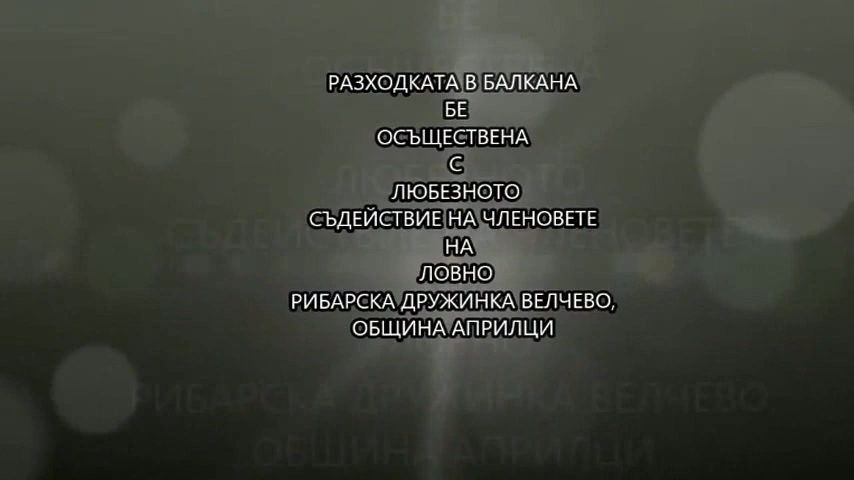 РАЗХОДКАТА В БАЛКАНА
БЕ
ОСЪЩЕСТВЕНА
С
ЛЮБЕЗНОТО
СЪДЕЙСТВИЕ НА ЧЛЕНОВЕТЕ
НА
ЛОВНО
РИБАРСКА ДРУЖИНКА ВЕЛЧЕВО,
ОБЩИНА АПРИЛЦИ